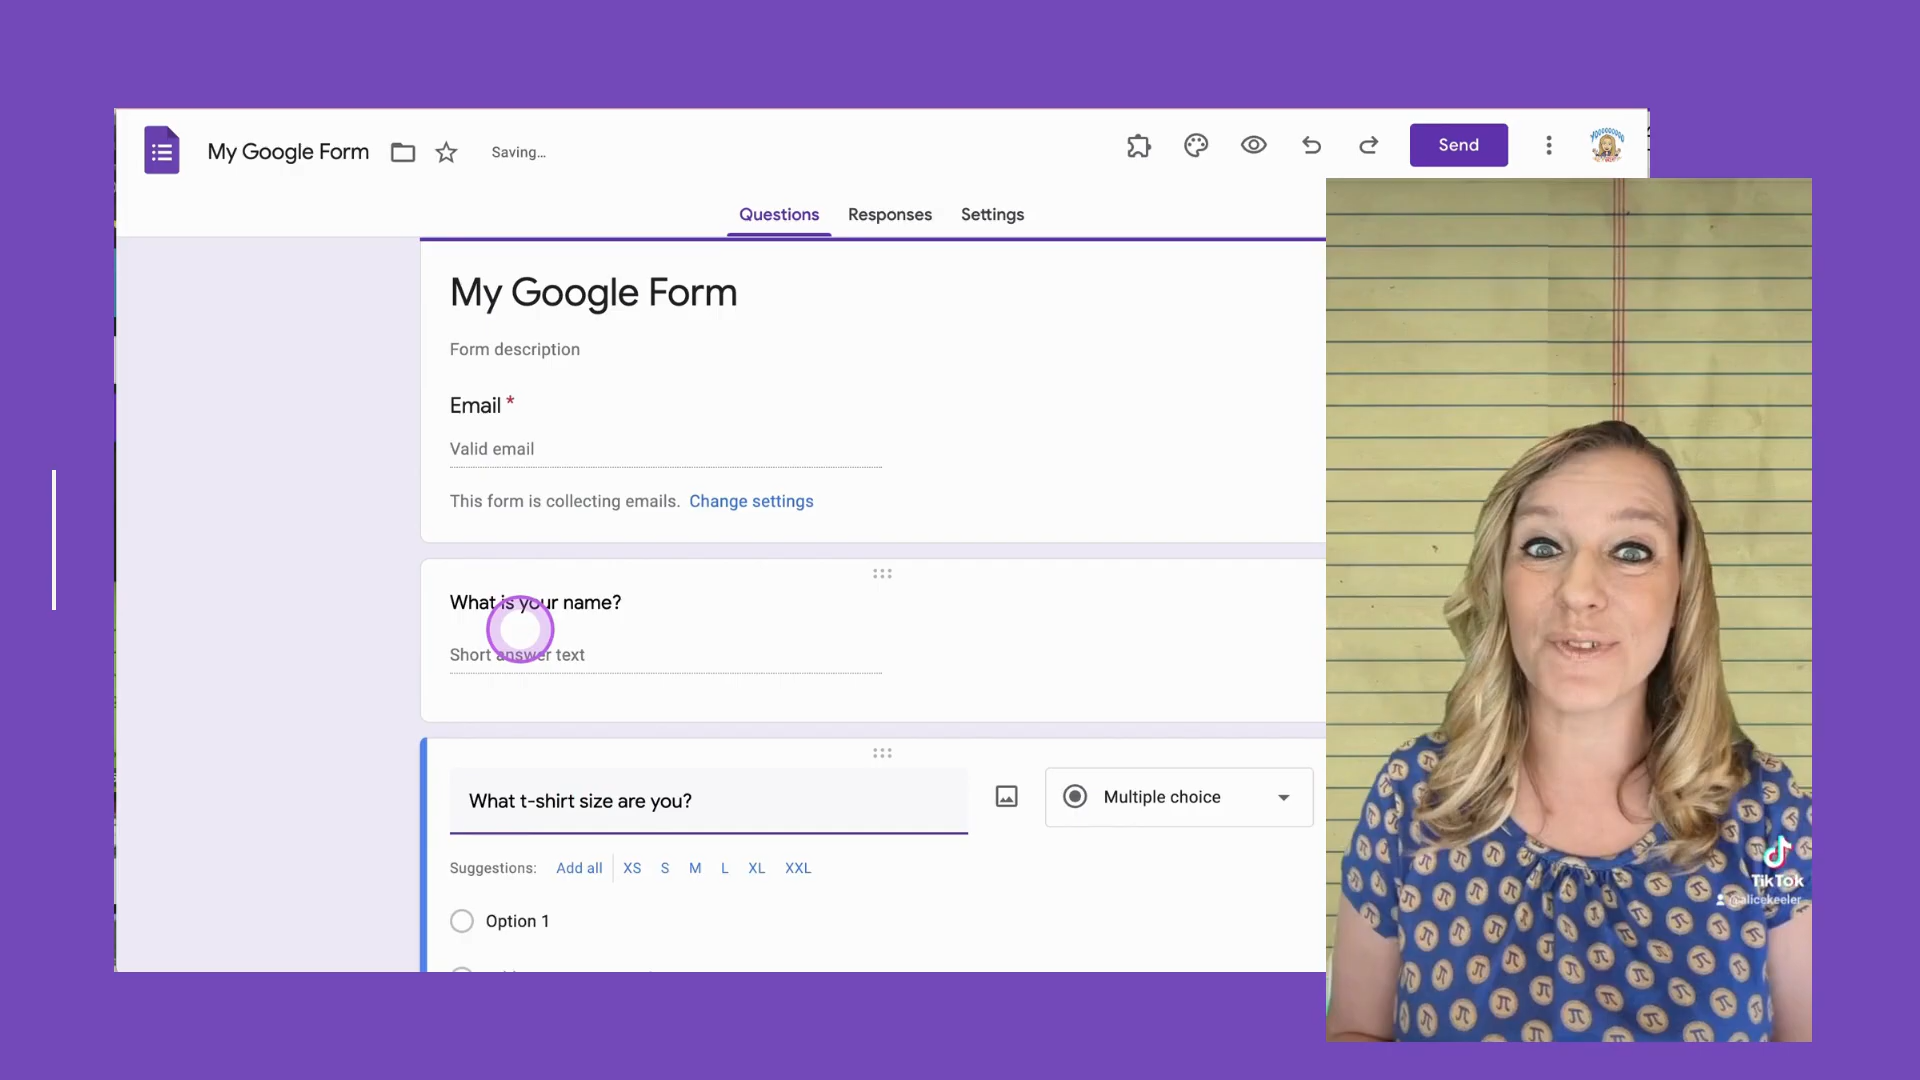 My Google Form
Saving...
Send
Questions Responses Settings
My Google Form
Form description
Email *
Valid email
This form is collecting emails. Change settings
What is your name?
Short answer text
What t-shirt size are you?
Multiple choice
Suggestions: Add all XS S M L XL XXL
Option 1
TikTok
@alicekeeler